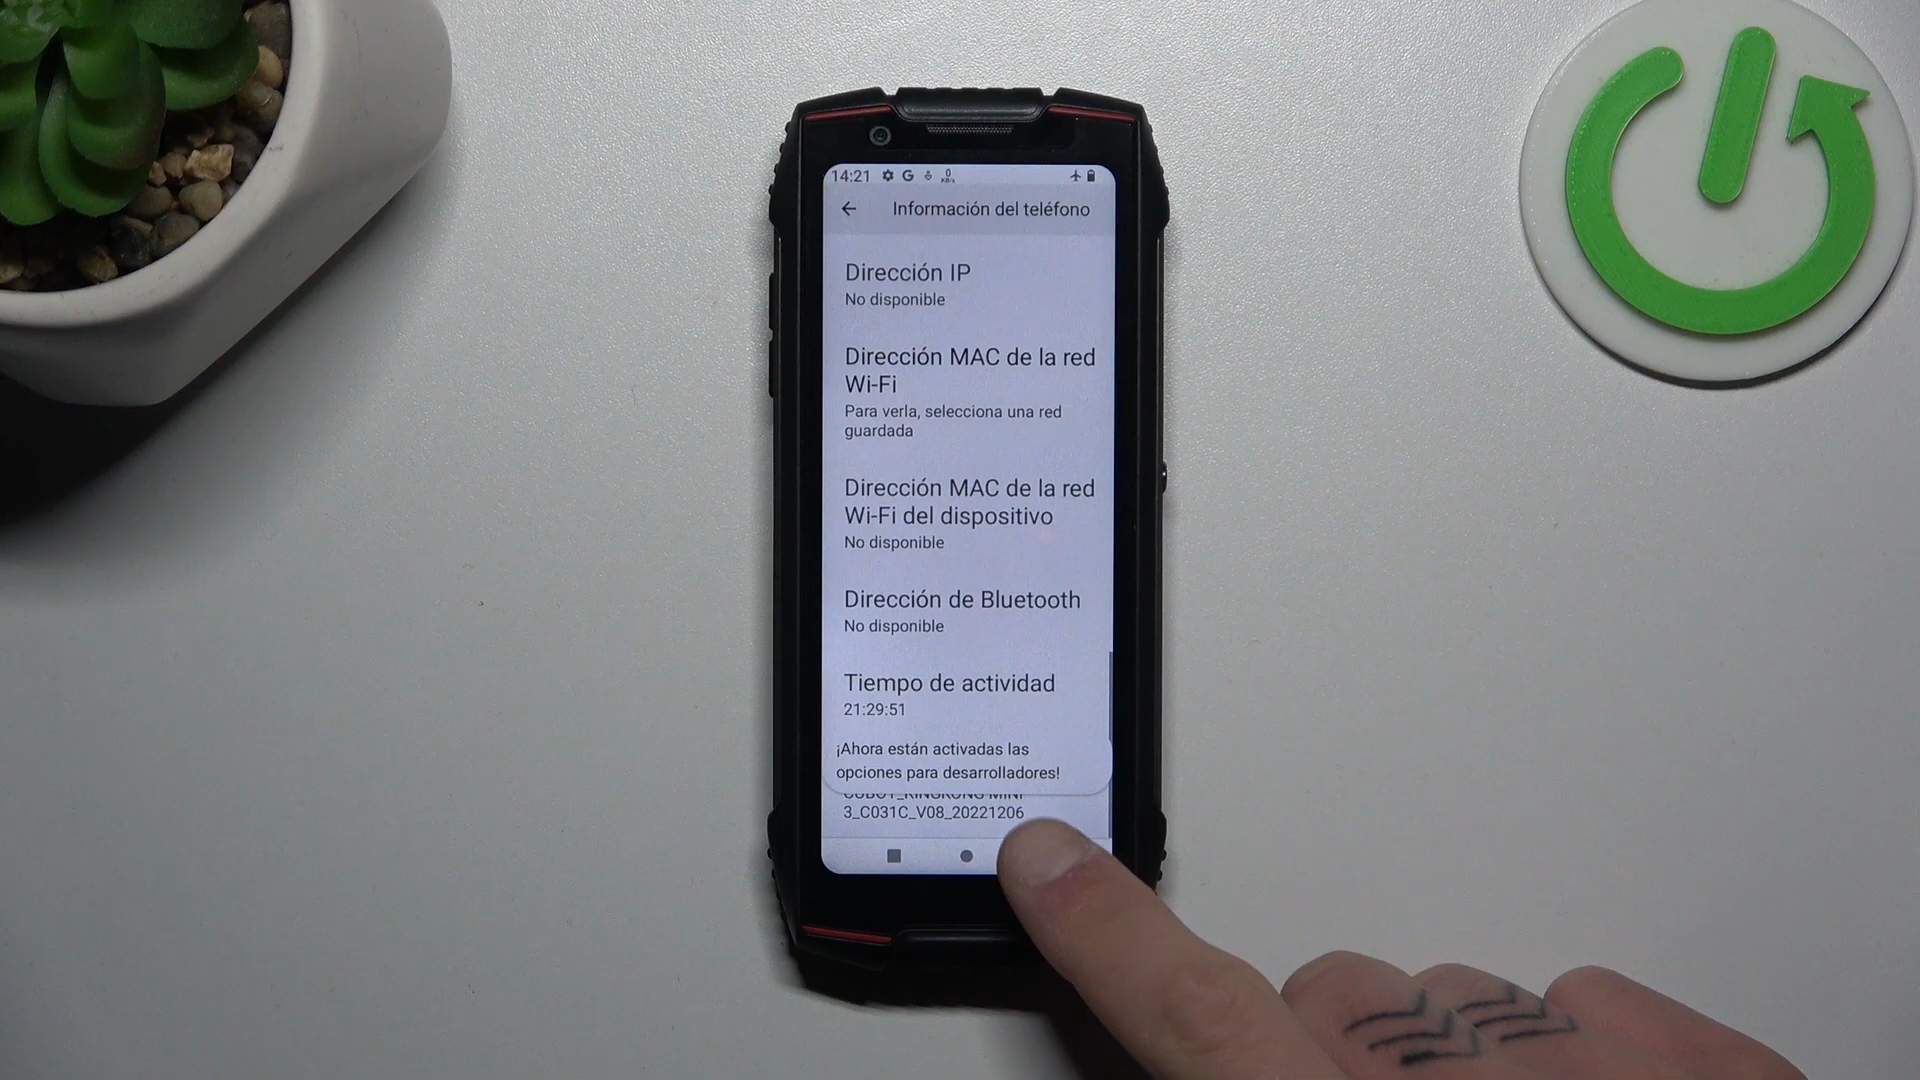 14:21
0
KB/s
Información del teléfono
Dirección IP
No disponible
Dirección MAC de la red
Wi-Fi
Para verla, selecciona una red
guardada
Dirección MAC de la red
Wi-Fi del dispositivo
No disponible
Dirección de Bluetooth
No disponible
Tiempo de actividad
21:29:51
¡Ahora están activadas las
opciones para desarrolladores!
CUBOT_KINGKONG MINI
3_C031C_V08_20221206